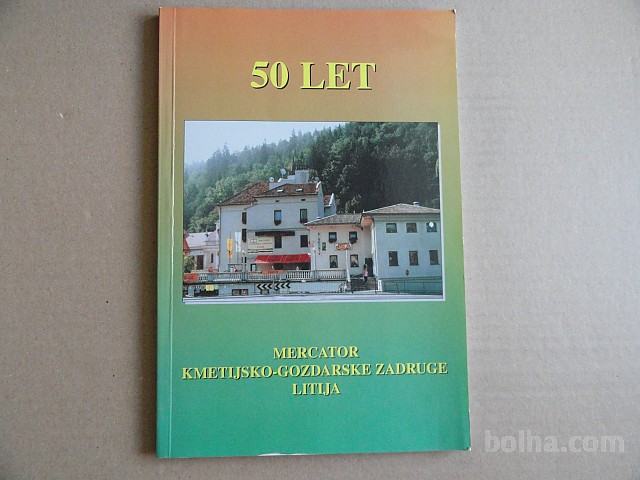 50 LET
MERCATOR
KMETIJSKO-GOZDARSKE ZADRUGE
LITIJA
bolha.com